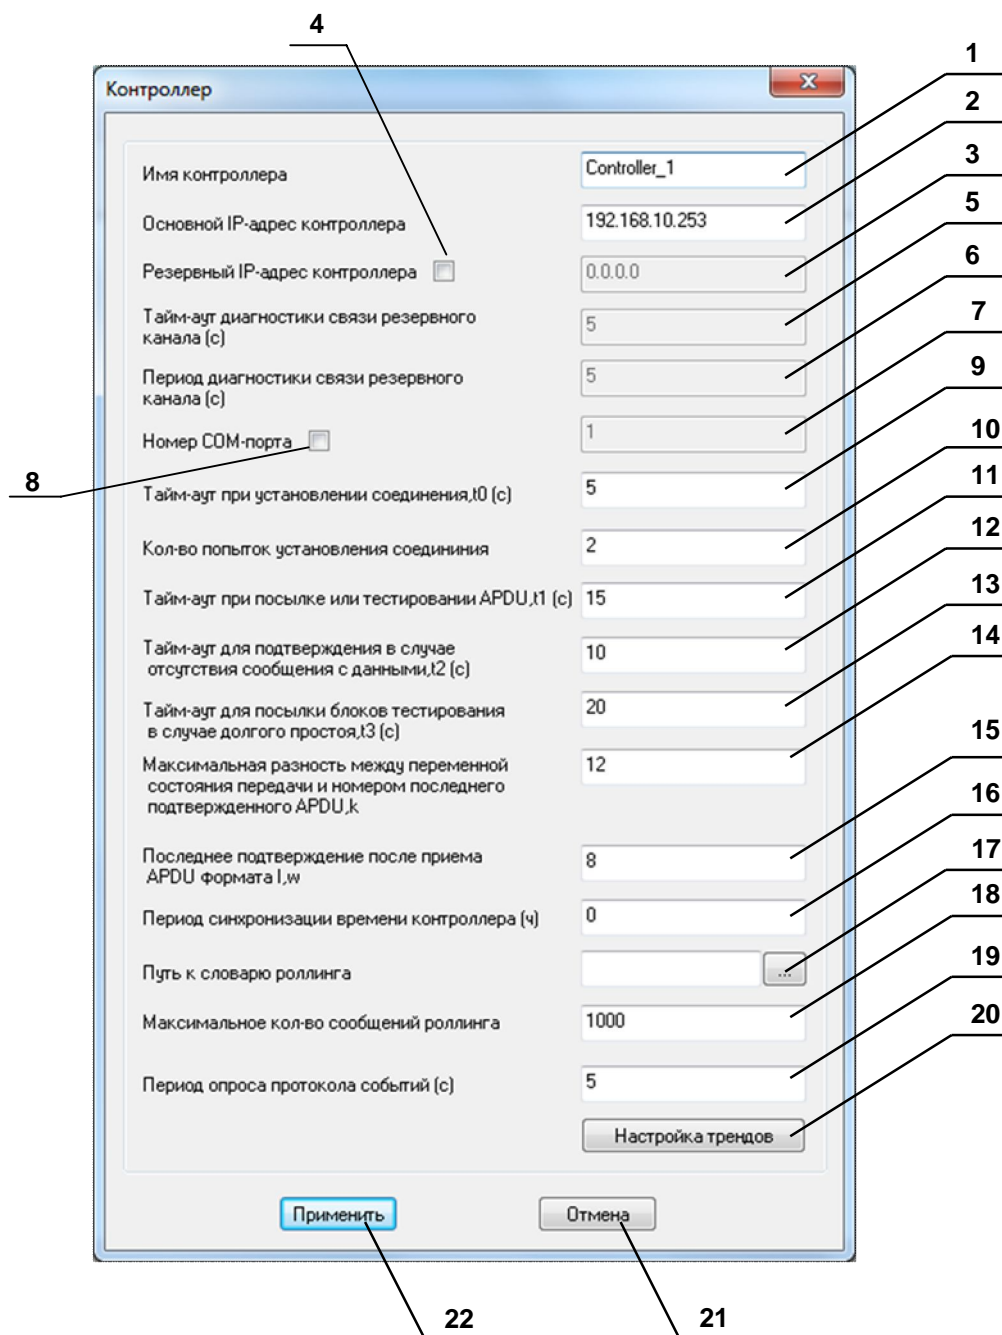 4
1
Контроллер
2
Имя контроллера
Controller_1
3
Основной IP-адрес контроллера
192.168.10.253
5
Резервный IP-адрес контроллера
0.0.0.0
6
Тайм-аут диагностики связи резервного
канала (с)
5
7
Период диагностики связи резервного
канала (с)
5
9
Номер COM-порта
1
10
8
Тайм-аут при установлении соединения,t0 (с)
5
11
Кол-во попыток установления соедининия
2
12
Тайм-аут при посылке или тестировании APDU,t1 (с)
15
13
Тайм-аут для подтверждения в случае
отсутствия сообщения с данными,t2 (с)
10
14
Тайм-аут для посылки блоков тестирования
в случае долгого простоя,t3 (с)
20
15
Максимальная разность между переменной
состояния передачи и номером последнего
подтвержденного APDU,k
12
16
Последнее подтверждение после приема
APDU формата I,w
8
17
Период синхронизации времени контроллера (ч)
0
18
Путь к словарю роллинга
...
19
Максимальное кол-во сообщений роллинга
1000
20
Период опроса протокола событий (с)
5
Настройка трендов
Применить
Отмена
22
21